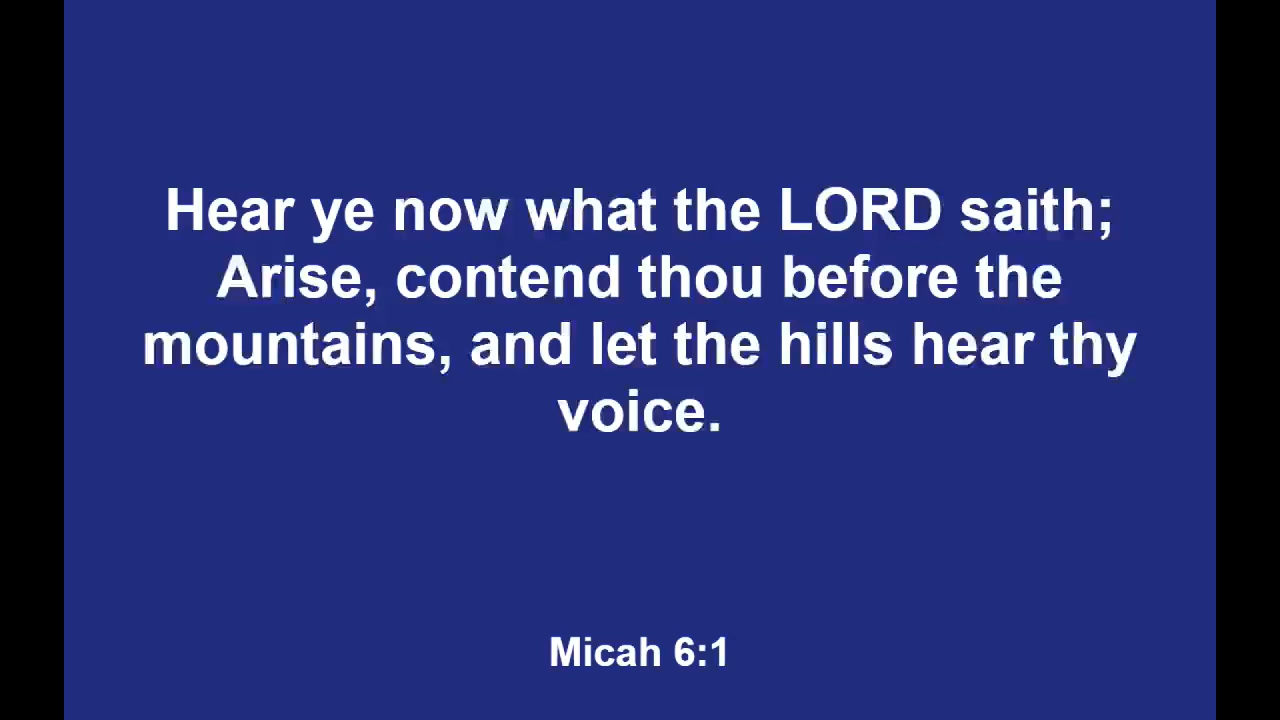 Hear ye now what the LORD saith;
Arise, contend thou before the
mountains, and let the hills hear thy
voice.
Micah 6:1